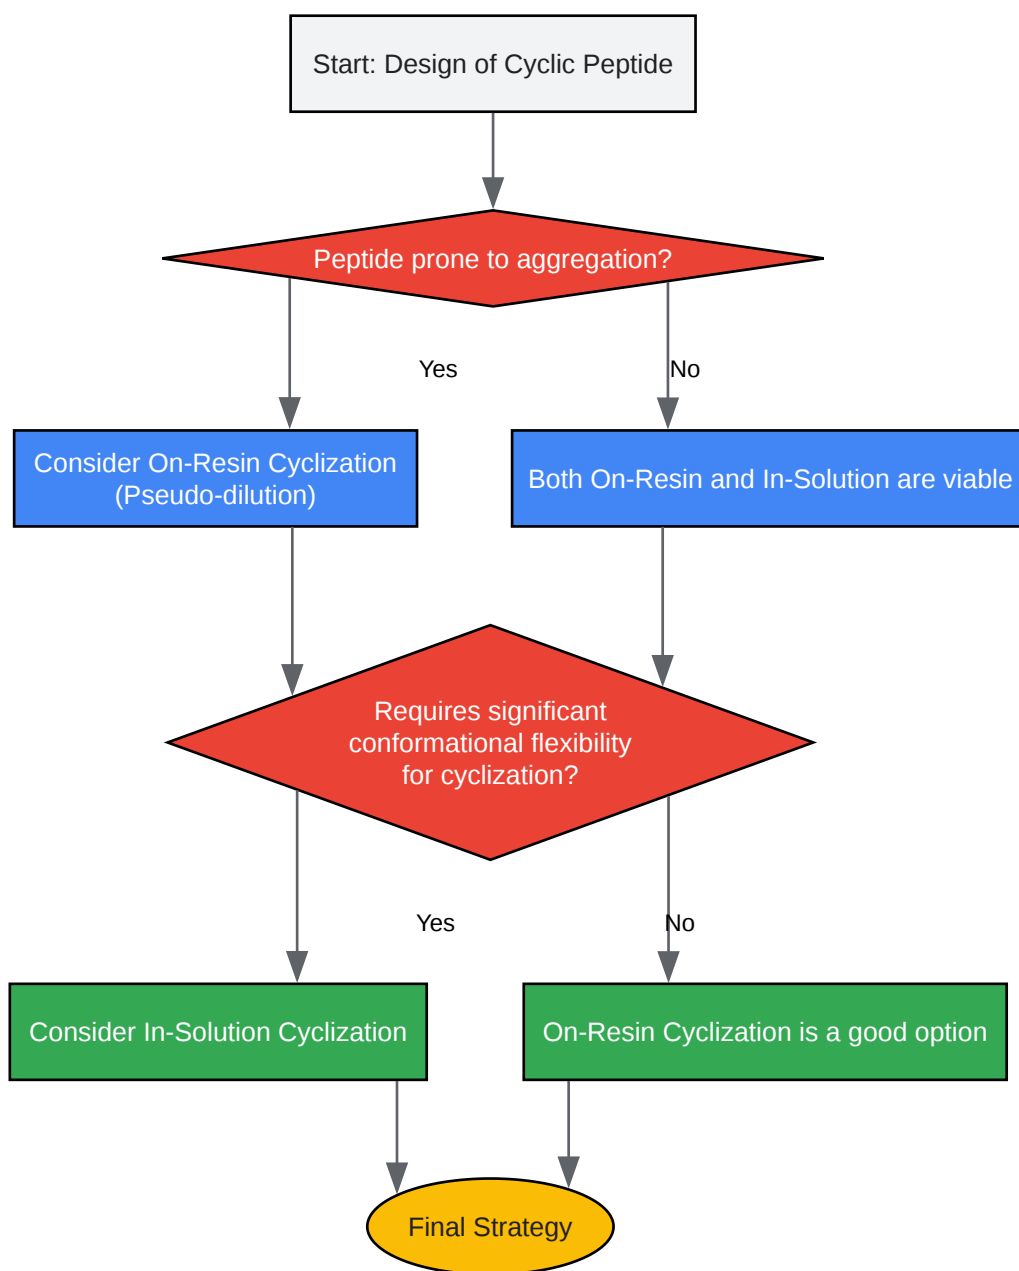 Start: Design of Cyclic Peptide
Peptide prone to aggregation?
Yes
No
Consider On-Resin Cyclization
(Pseudo-dilution)
Both On-Resin and In-Solution are viable
Requires significant
conformational flexibility
for cyclization?
Yes
No
Consider In-Solution Cyclization
On-Resin Cyclization is a good option
Final Strategy